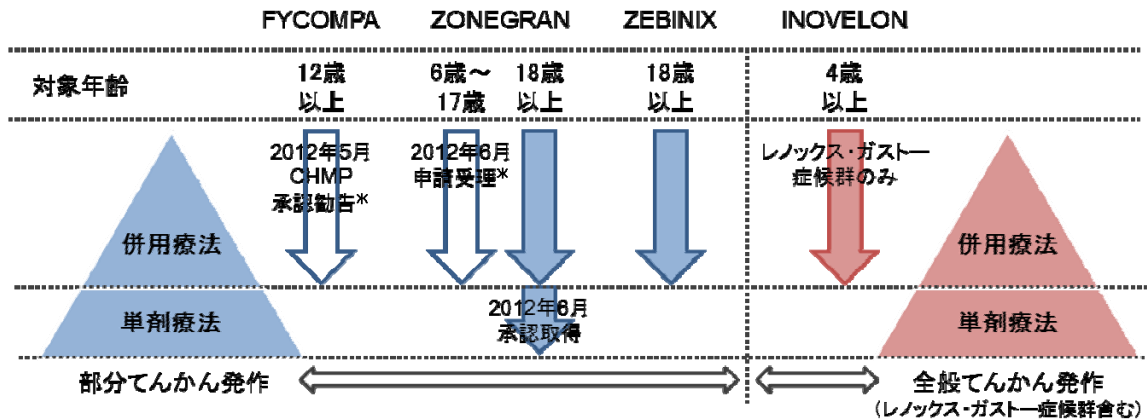 FYCOMPA ZONEGRAN ZEBINIX INOVELON
対象年齢
12歳
以上
6歳～
17歳
18歳
以上
18歳
以上
4歳
以上
2012年5月
CHMP
承認勧告*
2012年6月
申請受理*
レノックス・ガストー
症候群のみ
併用療法
併用療法
単剤療法
2012年6月
承認取得
単剤療法
部分てんかん発作
全般てんかん発作
(レノックス・ガストー症候群含む)